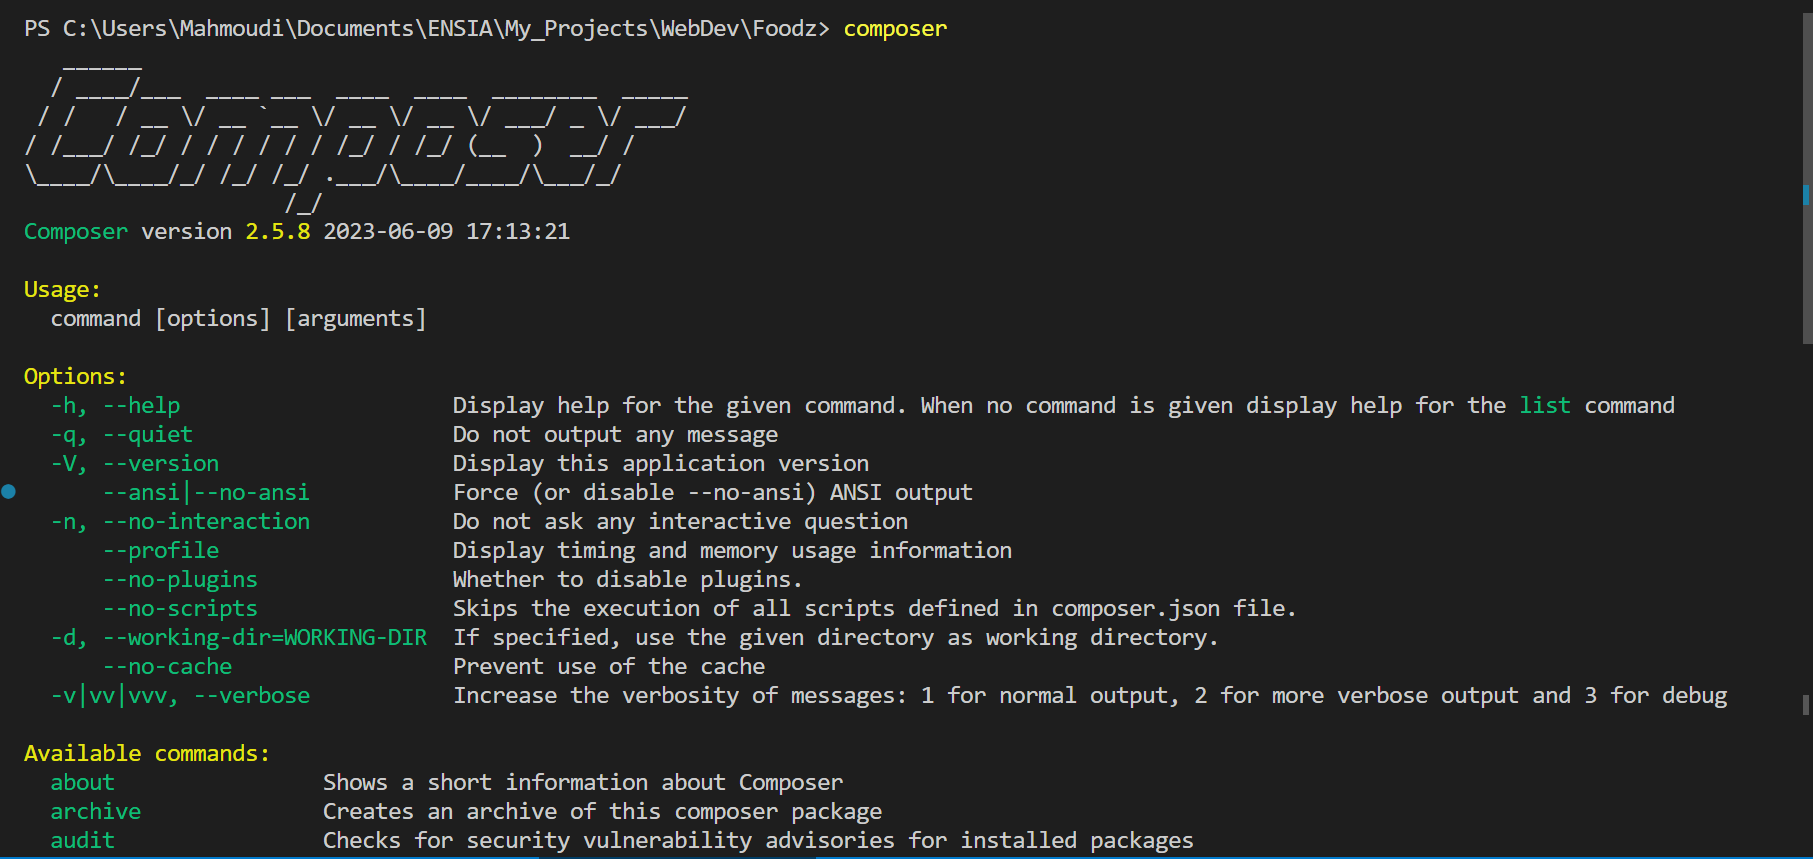 PS C:\Users\Mahmoudi\Documents\ENSIA\My_Projects\WebDev\Foodz> composer
   ______
  / ____/___  ____ ___  ____  ____  ________  _____
 / /   / __ \/ __ `__ \/ __ \/ __ \/ ___/ _ \/ ___/
/ /___/ /_/ / / / / / / /_/ / /_/ (__  )  __/ /
\____/\____/_/ /_/ /_/ .___/\____/____/\___/_/
                    /_/
Composer version 2.5.8 2023-06-09 17:13:21

Usage:
  command [options] [arguments]

Options:
  -h, --help                     Display help for the given command. When no command is given display help for the list command
  -q, --quiet                    Do not output any message
  -V, --version                  Display this application version
      --ansi|--no-ansi           Force (or disable --no-ansi) ANSI output
  -n, --no-interaction           Do not ask any interactive question
      --profile                  Display timing and memory usage information
      --no-plugins               Whether to disable plugins.
      --no-scripts               Skips the execution of all scripts defined in composer.json file.
  -d, --working-dir=WORKING-DIR  If specified, use the given directory as working directory.
      --no-cache                 Prevent use of the cache
  -v|vv|vvv, --verbose           Increase the verbosity of messages: 1 for normal output, 2 for more verbose output and 3 for debug

Available commands:
  about                Shows a short information about Composer
  archive              Creates an archive of this composer package
  audit                Checks for security vulnerability advisories for installed packages